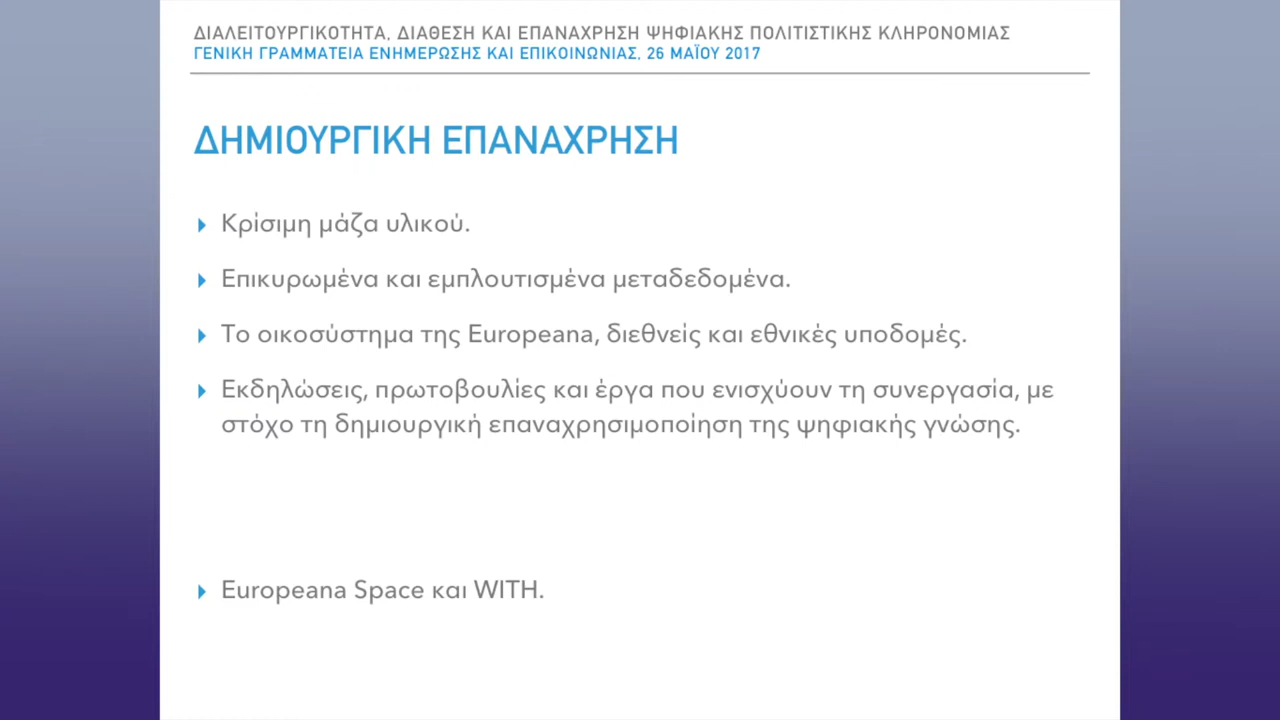 ΔΙΑΛΕΙΤΟΥΡΓΙΚΟΤΗΤΑ, ΔΙΑΘΕΣΗ ΚΑΙ ΕΠΑΝΑΧΡΗΣΗ ΨΗΦΙΑΚΗΣ ΠΟΛΙΤΙΣΤΙΚΗΣ ΚΛΗΡΟΝΟΜΙΑΣ
ΓΕΝΙΚΗ ΓΡΑΜΜΑΤΕΙΑ ΕΝΗΜΕΡΩΣΗΣ ΚΑΙ ΕΠΙΚΟΙΝΩΝΙΑΣ, 26 ΜΑΪΟΥ 2017
ΔΗΜΙΟΥΡΓΙΚΗ ΕΠΑΝΑΧΡΗΣΗ
Κρίσιμη μάζα υλικού.
Επικυρωμένα και εμπλουτισμένα μεταδεδομένα.
Το οικοσύστημα της Europeana, διεθνείς και εθνικές υποδομές.
Εκδηλώσεις, πρωτοβουλίες και έργα που ενισχύουν τη συνεργασία, με
στόχο τη δημιουργική επαναχρησιμοποίηση της ψηφιακής γνώσης.
Europeana Space και WITH.